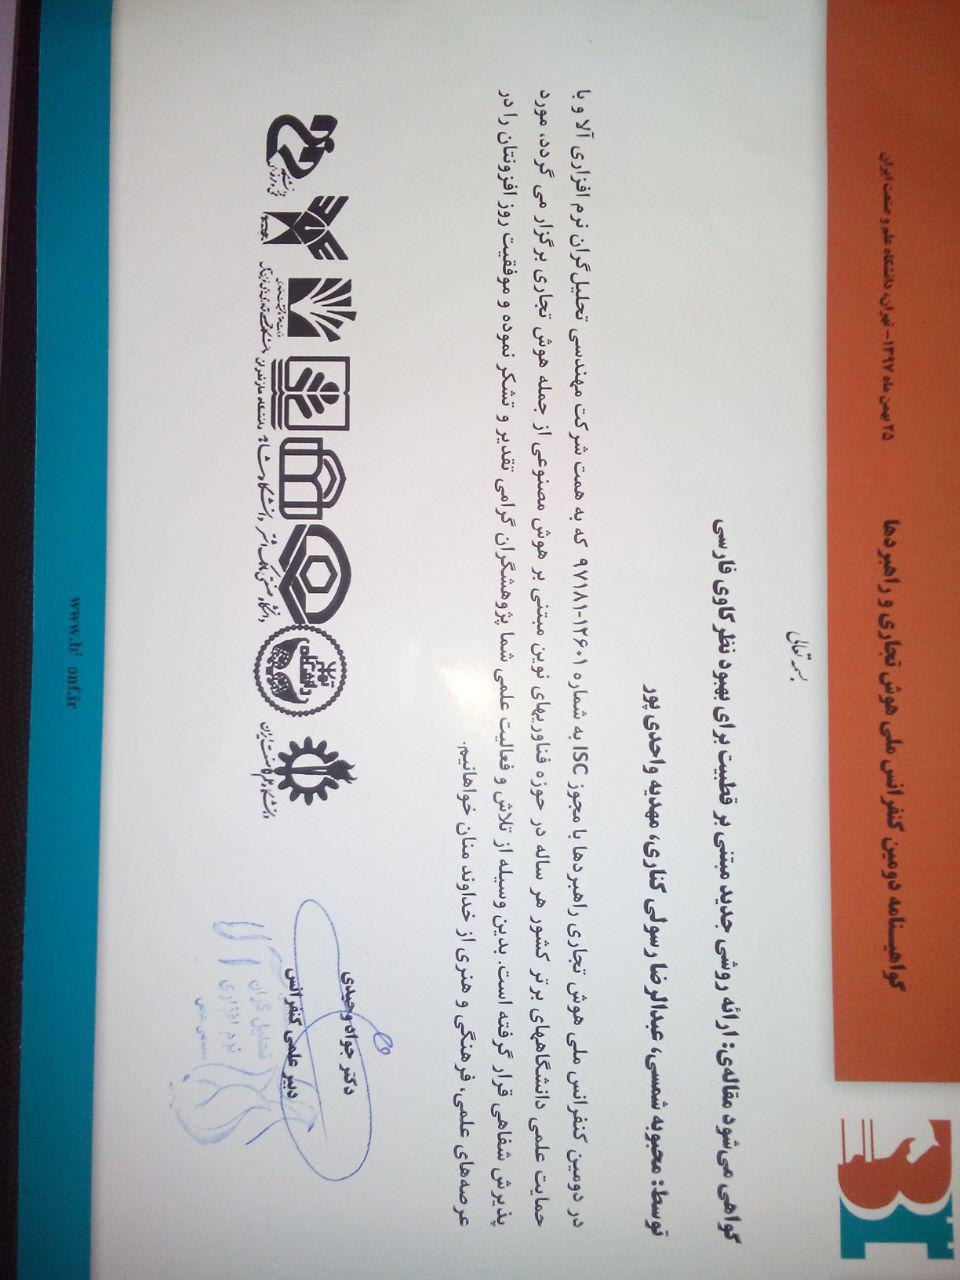 گواهینامه دومین کنفرانس ملی هوش تجاری و راهبردها
۲۵ بهمن ماه ۱۳۹۷- تهران، دانشگاه علم و صنعت ایران
BI
بسمه تعالی
گواهی می‌شود مقاله‌ی: ارائه روشی جدید مبتنی بر قطبیت برای بهبود نظرکاوی فارسی
توسط: محبوبه شمسی، عبدالرضا رسولی کناری، مهدیه واحدی پور
در دومین کنفرانس ملی هوش تجاری راهبردها با مجوز ISC به شماره ۱۲۶۰۱-۹۷۱۸۱ که به همت شرکت مهندسی تحلیل‌گران نرم افزاری آلا و با
حمایت علمی دانشگاههای برتر کشور هر ساله در حوزه فناوریهای نوین مبتنی بر هوش مصنوعی از جمله هوش تجاری برگزار می گردد، مورد
پذیرش شفاهی قرار گرفته است. بدین وسیله از تلاش و فعالیت علمی شما پژوهشگران گرامی تقدیر و تشکر نموده و موفقیت روز افزونتان را در
عرصه‌های علمی، فرهنگی و هنری از خداوند منان خواهانیم.
دکتر جواد وحیدی
دبیر علمی کنفرانس
تحلیل گران
نرم افزاری
آلا
دانشگاه علم و صنعت ایران
دانشگاه تهران
دانشگاه صنعتی مالک اشتر
دانشگاه شاهد
دانشگاه مازندران
www.b onf.ir